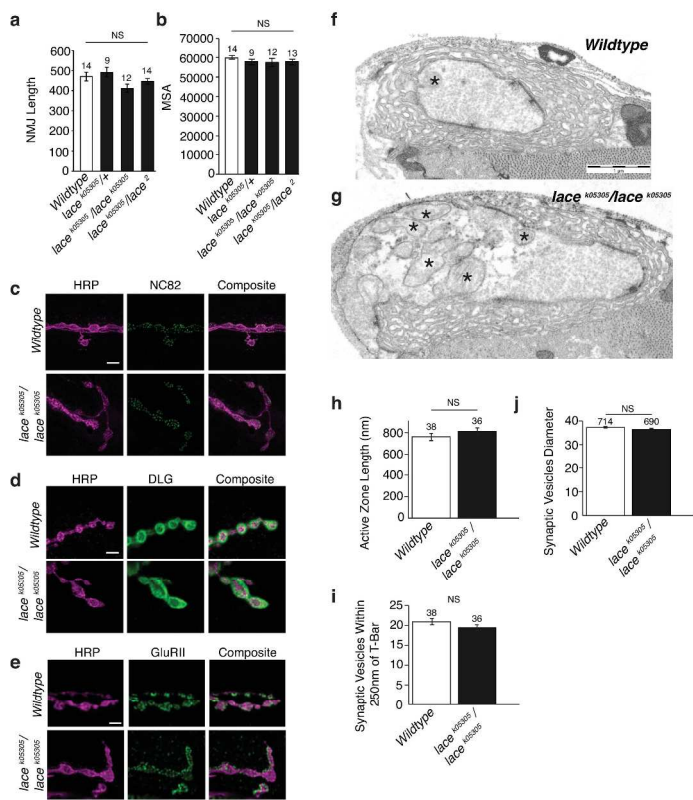 a
NS
NMJ Length
600
500
400
300
200
100
0
14
9
12
14
Wildtype
lace k05305/+
lace k05305/lace k05305
lace k05305/lace 2
b
NS
MSA
70000
60000
50000
40000
30000
20000
10000
0
14
9
12
13
Wildtype
lace k05305/+
lace k05305/lace k05305
lace k05305/lace 2
c
HRP NC82 Composite
Wildtype
lace k05305/
lace k05305
d
HRP DLG Composite
Wildtype
lace k05305/
lace k05305
e
HRP GluRII Composite
Wildtype
lace k05305/
lace k05305
f
Wildtype
*
g
lace k05305/lace k05305
*
*
*
*
*
h
NS
Active Zone Length (nm)
800
600
400
200
0
38
36
Wildtype
lace k05305/
lace k05305
j
NS
Synaptic Vesicles Diameter
40
30
20
10
0
714
690
Wildtype
lace k05305/
lace k05305
i
NS
Synaptic Vesicles Within
250nm of T-Bar
25
20
15
10
5
0
38
36
Wildtype
lace k05305/
lace k05305